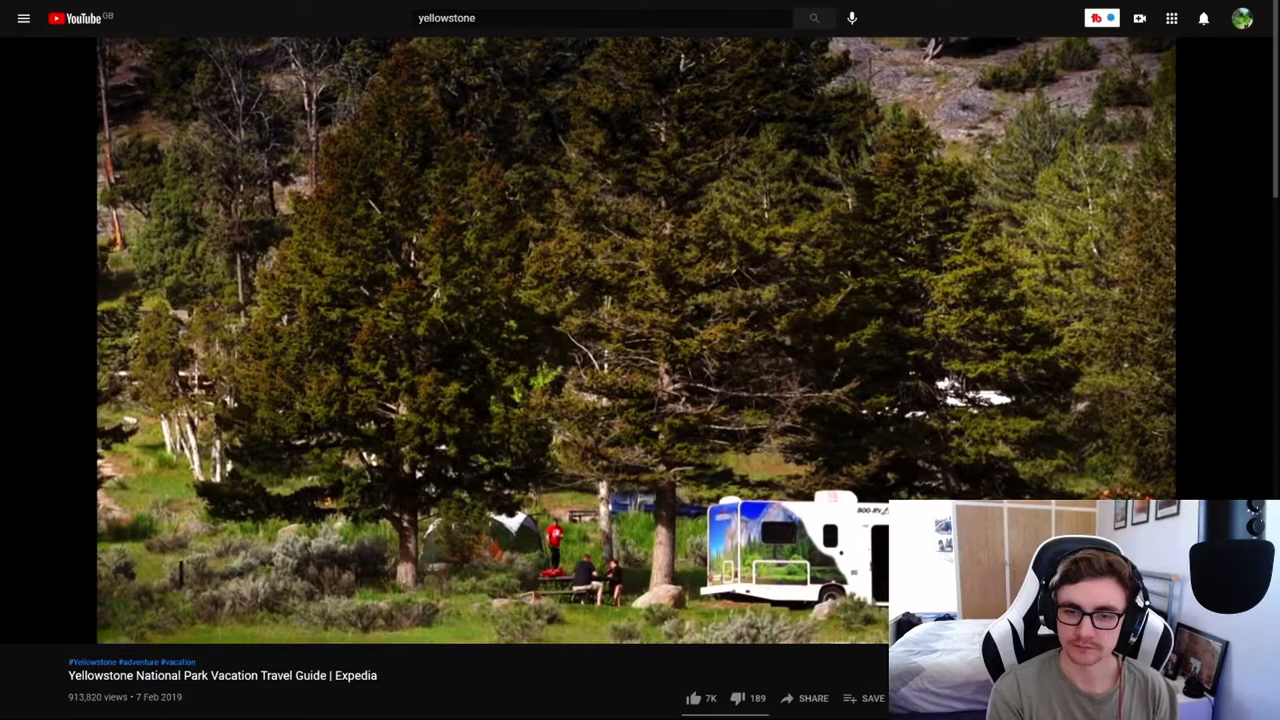 YouTube GB
yellowstone
#Yellowstone #adventure #vacation
Yellowstone National Park Vacation Travel Guide | Expedia
913,820 views • 7 Feb 2019
7K
189
SHARE
SAVE